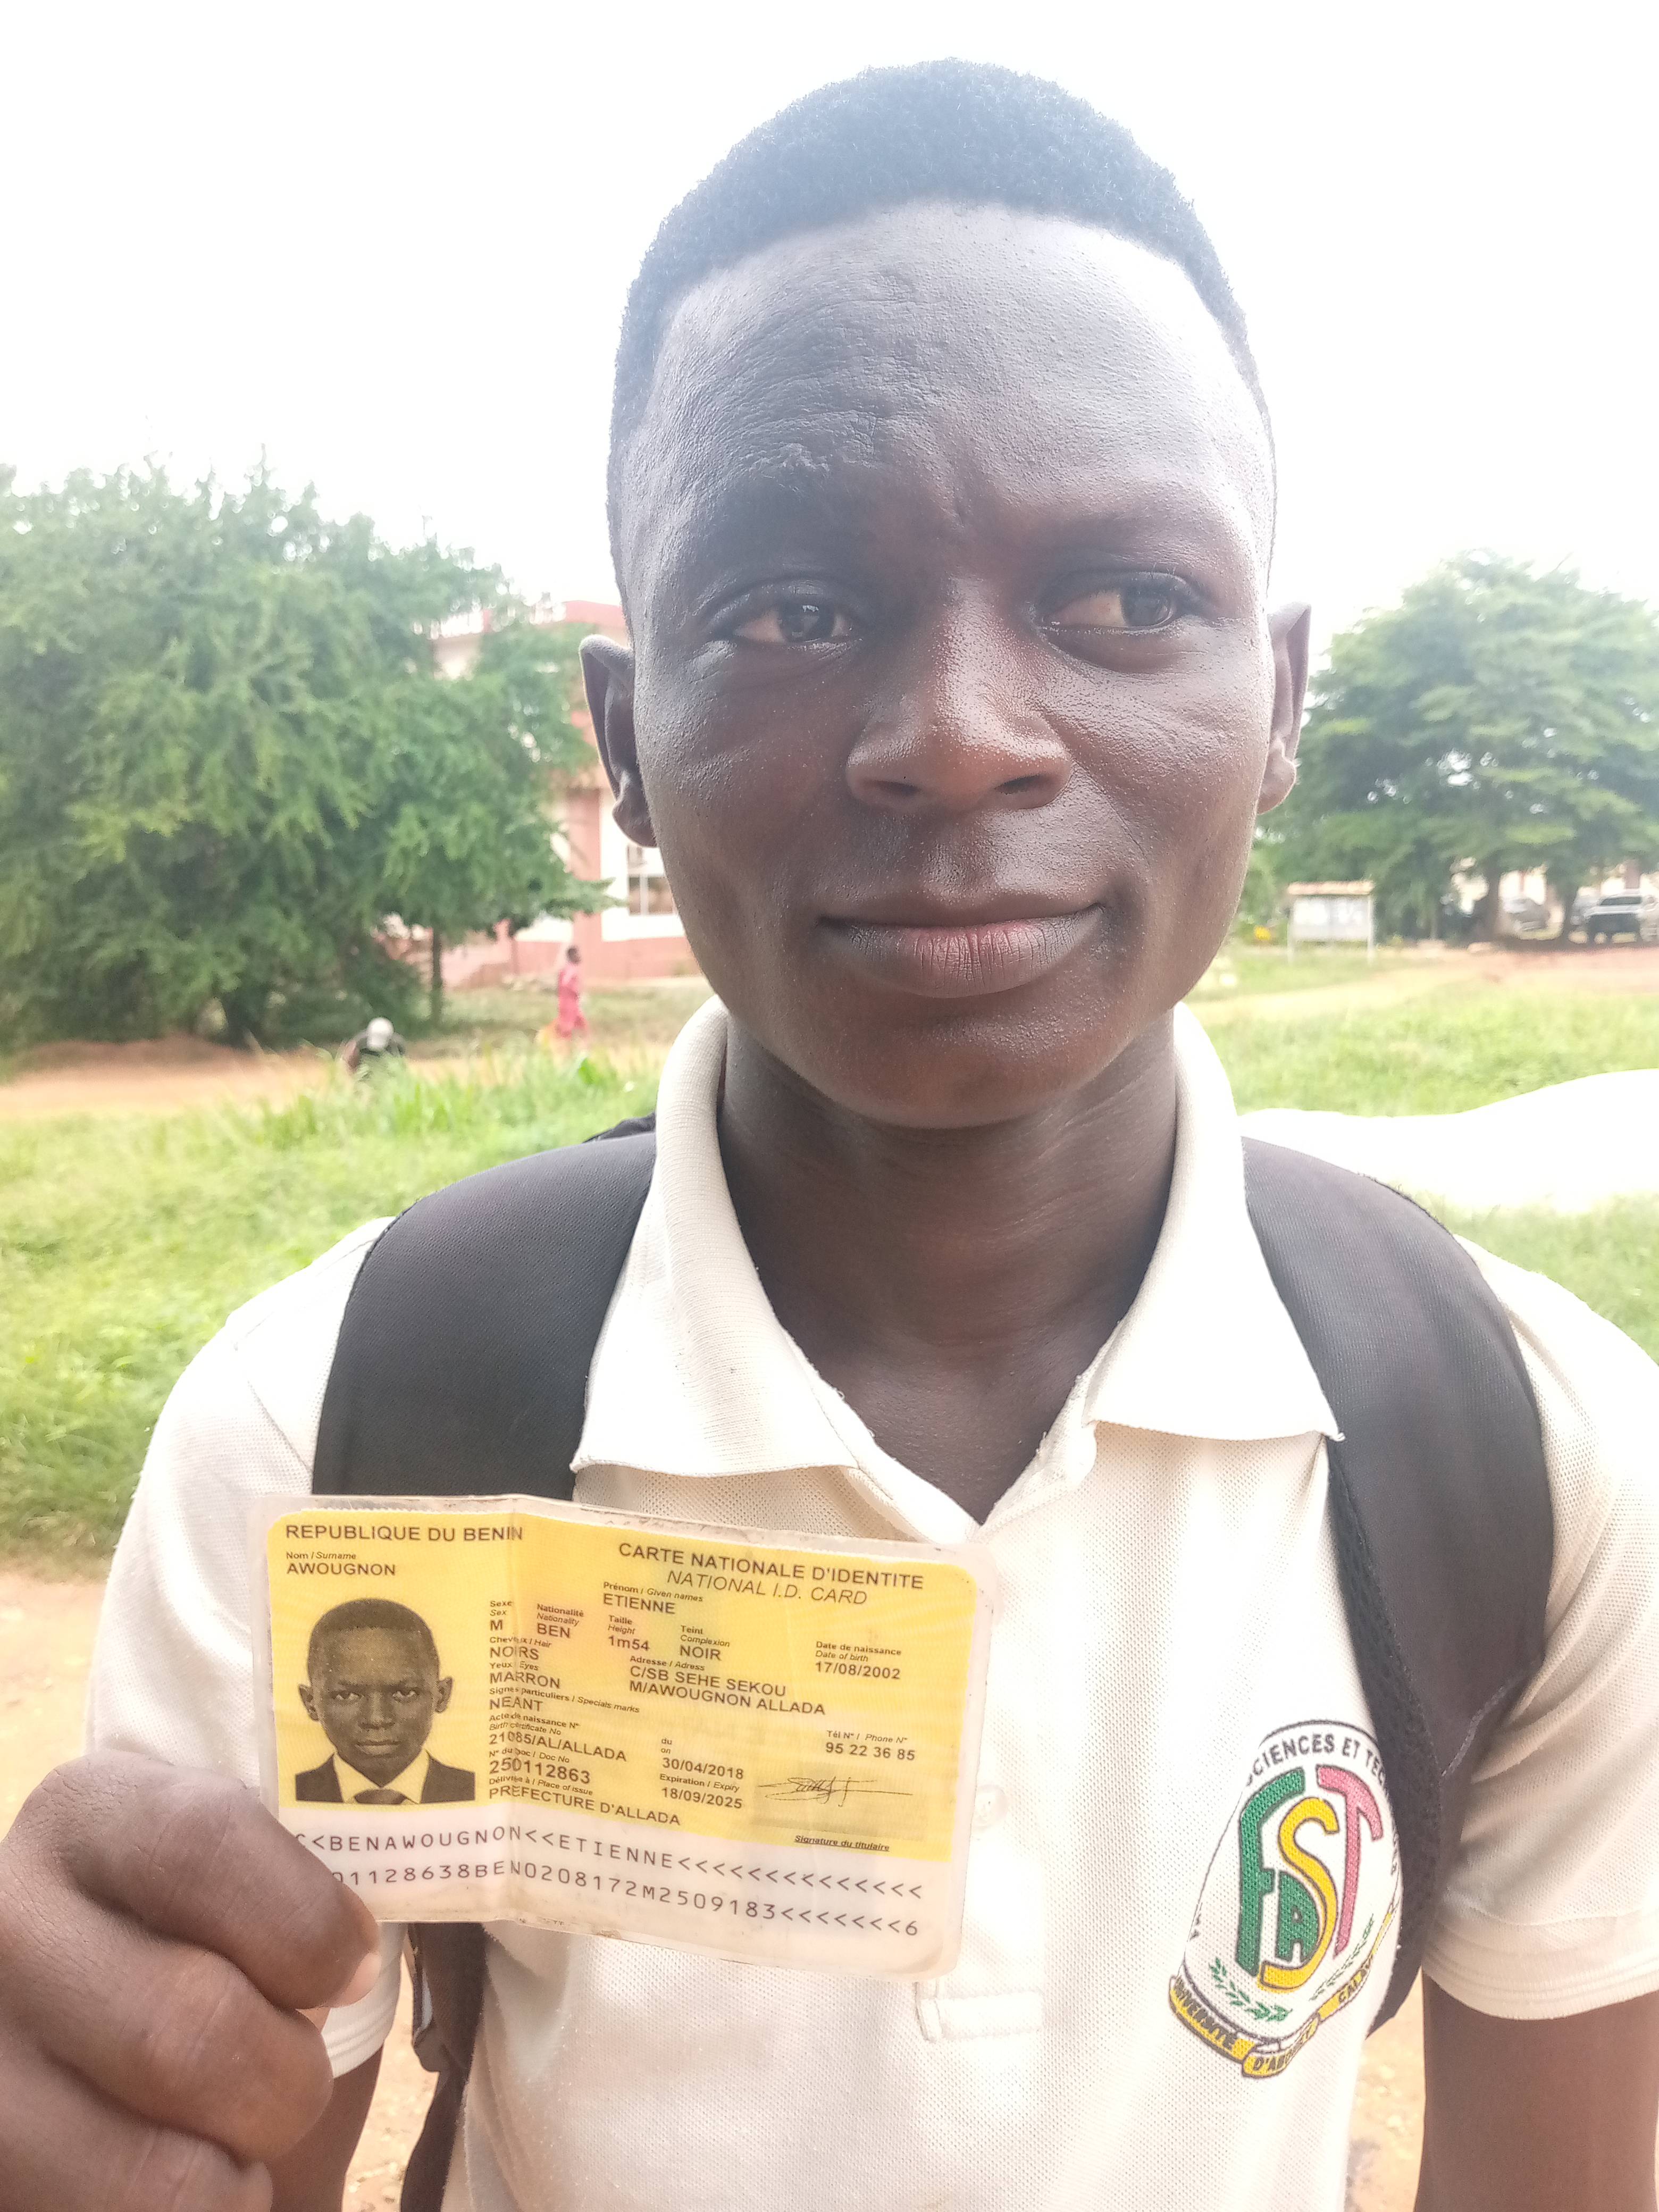 REPUBLIQUE DU BENIN
CARTE NATIONALE D'IDENTITE
NATIONAL I.D. CARD
Nom / Surname
AWOUGNON
Prénom / Given names
ETIENNE
Sexe
Sex
M
Nationalité
Nationality
BEN
Taille
Height
1m54
Teint
Complexion
NOIR
Date de naissance
Date of birth
17/08/2002
Cheveux / Hair
NOIRS
Yeux / Eyes
MARRON
Adresse / Adress
C/SB SEHE SEKOU
M/AWOUGNON ALLADA
Signes particuliers / Specials marks
NEANT
Acte de naissance N°
Birth certificate No
21085/AL/ALLADA
N° du Doc / Doc No
250112863
Délivrée à / Place of issue
PREFECTURE D'ALLADA
du
on
30/04/2018
Expiration / Expiry
18/09/2025
Tél N° / Phone N°
95 22 36 85
Signature du titulaire
<<BENAWOUGNON<<ETIENNE<<<<<<<<<<<<<<
01128638BEN0208172M2509183<<<<<<<6
SCIENCES ET
FAST
UNIVERSITÉ